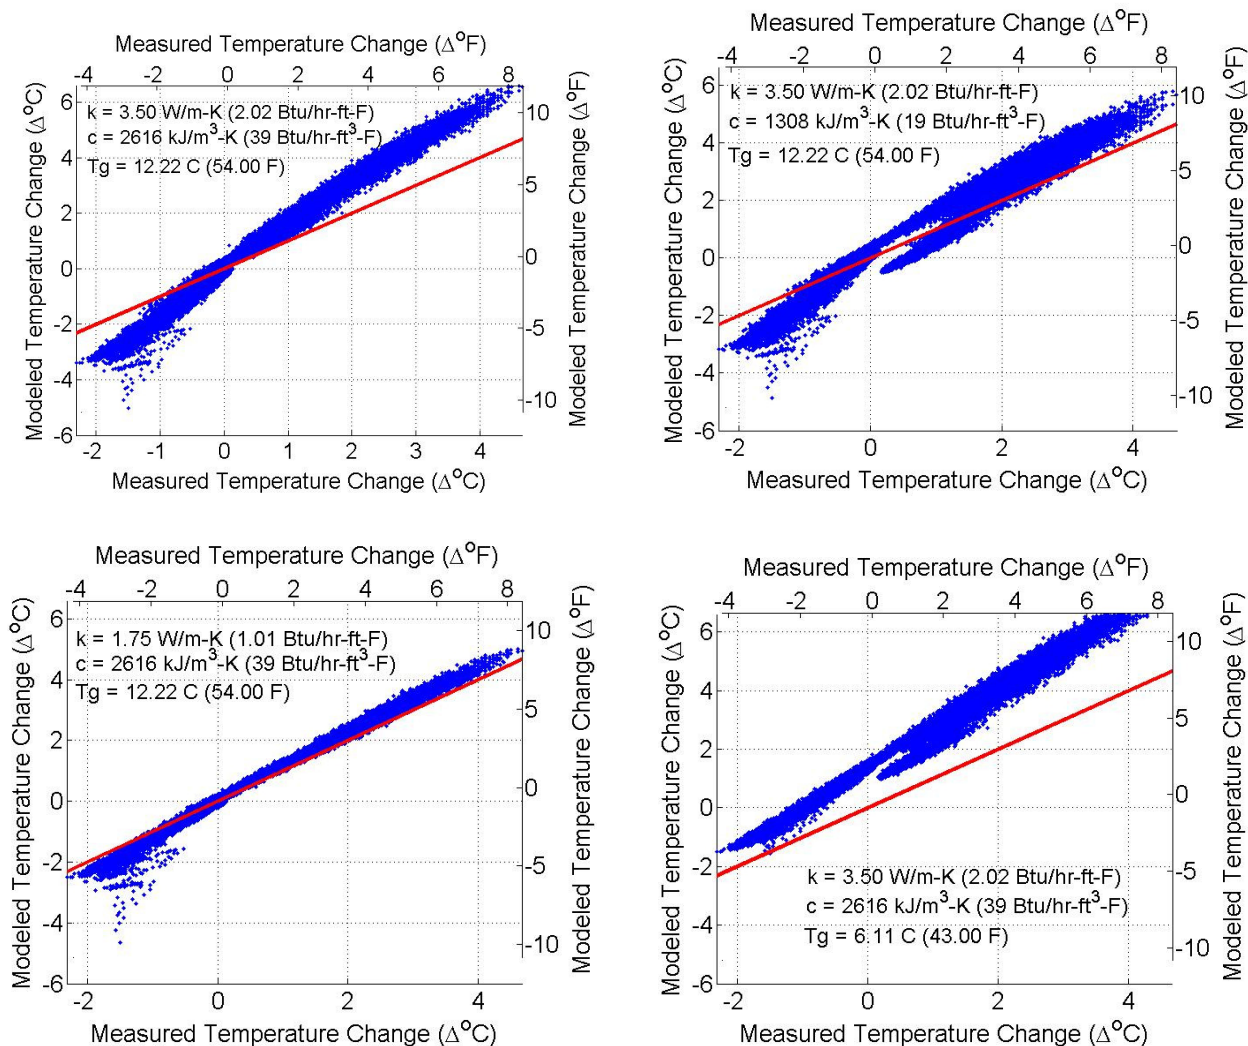 Measured Temperature Change (Δ°F)
-4 -2 0 2 4 6 8
Modeled Temperature Change (Δ°C)
6
4
2
0
-2
-4
-6
k = 3.50 W/m-K (2.02 Btu/hr-ft-F)
c = 2616 kJ/m³-K (39 Btu/hr-ft³-F)
Tg = 12.22 C (54.00 F)
10
5
0
-5
-10
Modeled Temperature Change (Δ°F)
-2 -1 0 1 2 3 4
Measured Temperature Change (Δ°C)
Measured Temperature Change (Δ°F)
-4 -2 0 2 4 6 8
Modeled Temperature Change (Δ°C)
6
4
2
0
-2
-4
-6
k = 3.50 W/m-K (2.02 Btu/hr-ft-F)
c = 1308 kJ/m³-K (19 Btu/hr-ft³-F)
Tg = 12.22 C (54.00 F)
10
5
0
-5
-10
Modeled Temperature Change (Δ°F)
-2 0 2 4
Measured Temperature Change (Δ°C)
Measured Temperature Change (Δ°F)
-4 -2 0 2 4 6 8
Modeled Temperature Change (Δ°C)
6
4
2
0
-2
-4
-6
k = 1.75 W/m-K (1.01 Btu/hr-ft-F)
c = 2616 kJ/m³-K (39 Btu/hr-ft³-F)
Tg = 12.22 C (54.00 F)
10
5
0
-5
-10
Modeled Temperature Change (Δ°F)
-2 0 2 4
Measured Temperature Change (Δ°C)
Measured Temperature Change (Δ°F)
-4 -2 0 2 4 6 8
Modeled Temperature Change (Δ°C)
6
4
2
0
-2
-4
-6
k = 3.50 W/m-K (2.02 Btu/hr-ft-F)
c = 2616 kJ/m³-K (39 Btu/hr-ft³-F)
Tg = 6.11 C (43.00 F)
10
5
0
-5
-10
Modeled Temperature Change (Δ°F)
-2 0 2 4
Measured Temperature Change (Δ°C)